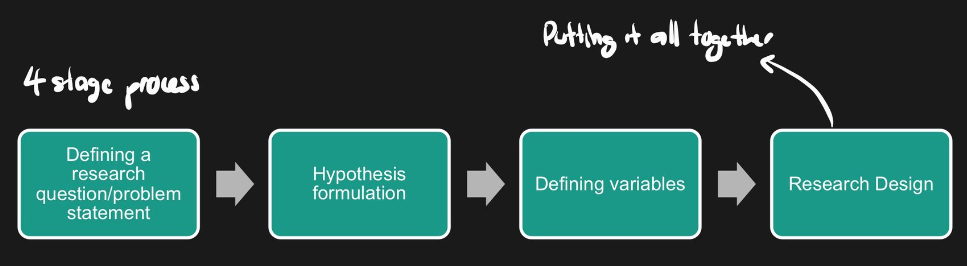 Putting it all together
4 stage process
Defining a
research
question/problem
statement
Hypothesis
formulation
Defining variables
Research Design